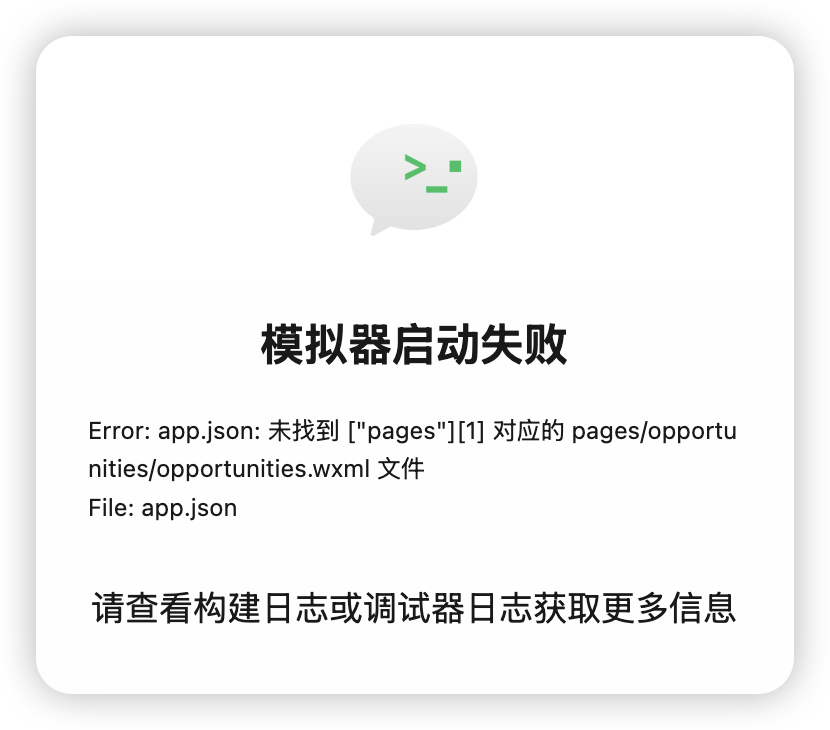 >_
模拟器启动失败
Error: app.json: 未找到 ["pages"][1] 对应的 pages/opportu
nities/opportunities.wxml 文件
File: app.json
请查看构建日志或调试器日志获取更多信息